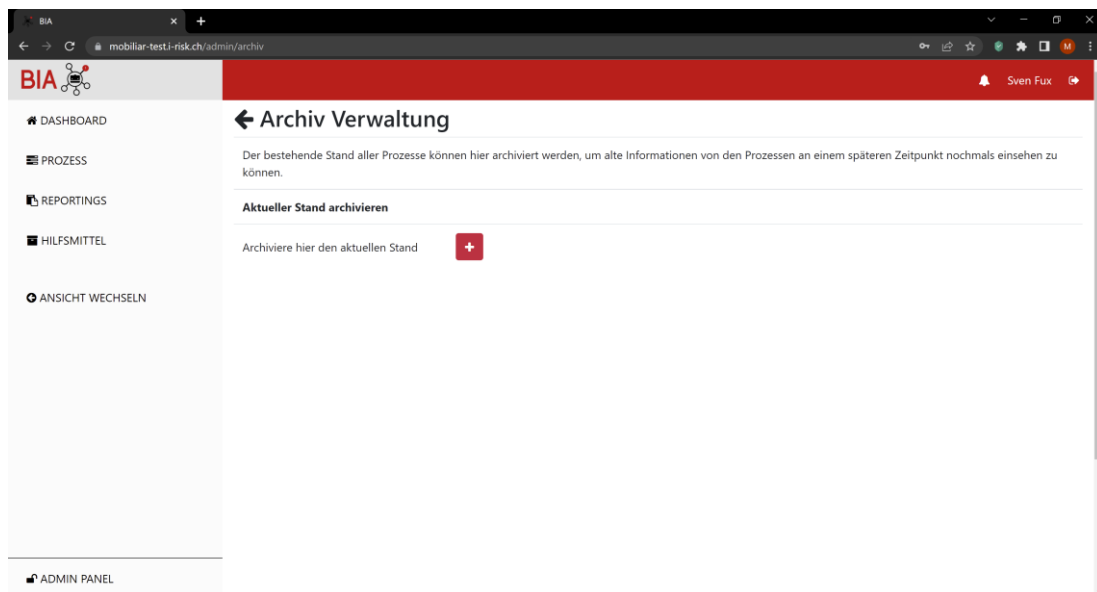 BIA
mobiliar-test.i-risk.ch/admin/archiv
M
BIA
Sven Fux
DASHBOARD
PROZESS
REPORTINGS
HILFSMITTEL
ANSICHT WECHSELN
ADMIN PANEL
Archiv Verwaltung
Der bestehende Stand aller Prozesse können hier archiviert werden, um alte Informationen von den Prozessen an einem späteren Zeitpunkt nochmals einsehen zu
können.
Aktueller Stand archivieren
Archiviere hier den aktuellen Stand